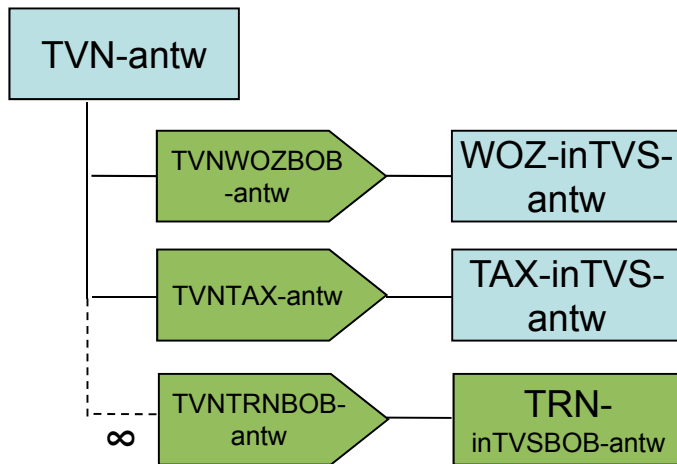 TVN-antw
TVNWOZBOB
-antw
WOZ-inTVS-
antw
TVNTAX-antw
TAX-inTVS-
antw
TVNTRNBOB-
antw
TRN-
inTVSBOB-antw
∞